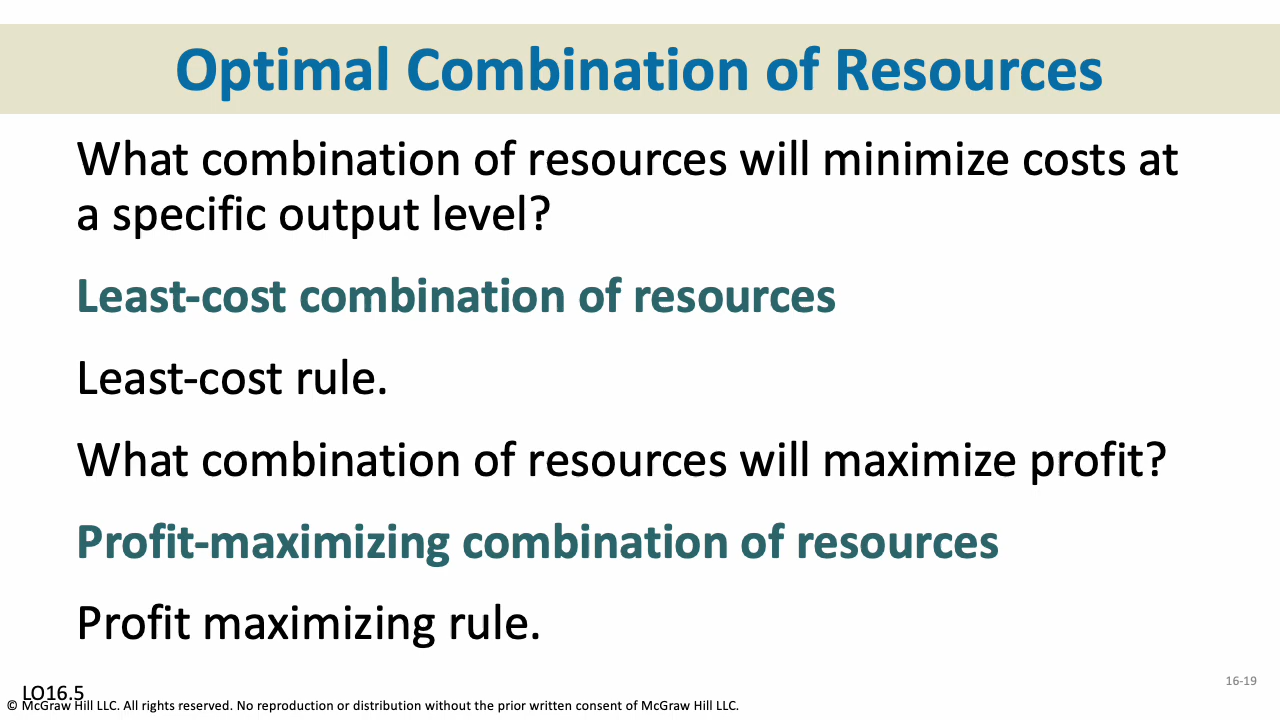 Optimal Combination of Resources
What combination of resources will minimize costs at
a specific output level?
Least-cost combination of resources
Least-cost rule.
What combination of resources will maximize profit?
Profit-maximizing combination of resources
Profit maximizing rule.
16-19
LO16.5
© McGraw Hill LLC. All rights reserved. No reproduction or distribution without the prior written consent of McGraw Hill LLC.